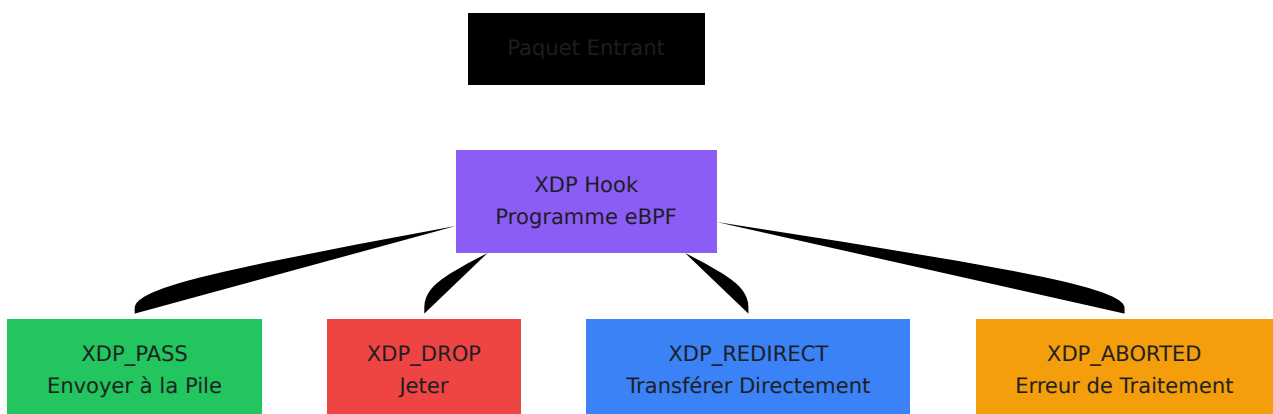 Paquet Entrant
XDP Hook
Programme eBPF
XDP_PASS
Envoyer à la Pile
XDP_DROP
Jeter
XDP_REDIRECT
Transférer Directement
XDP_ABORTED
Erreur de Traitement